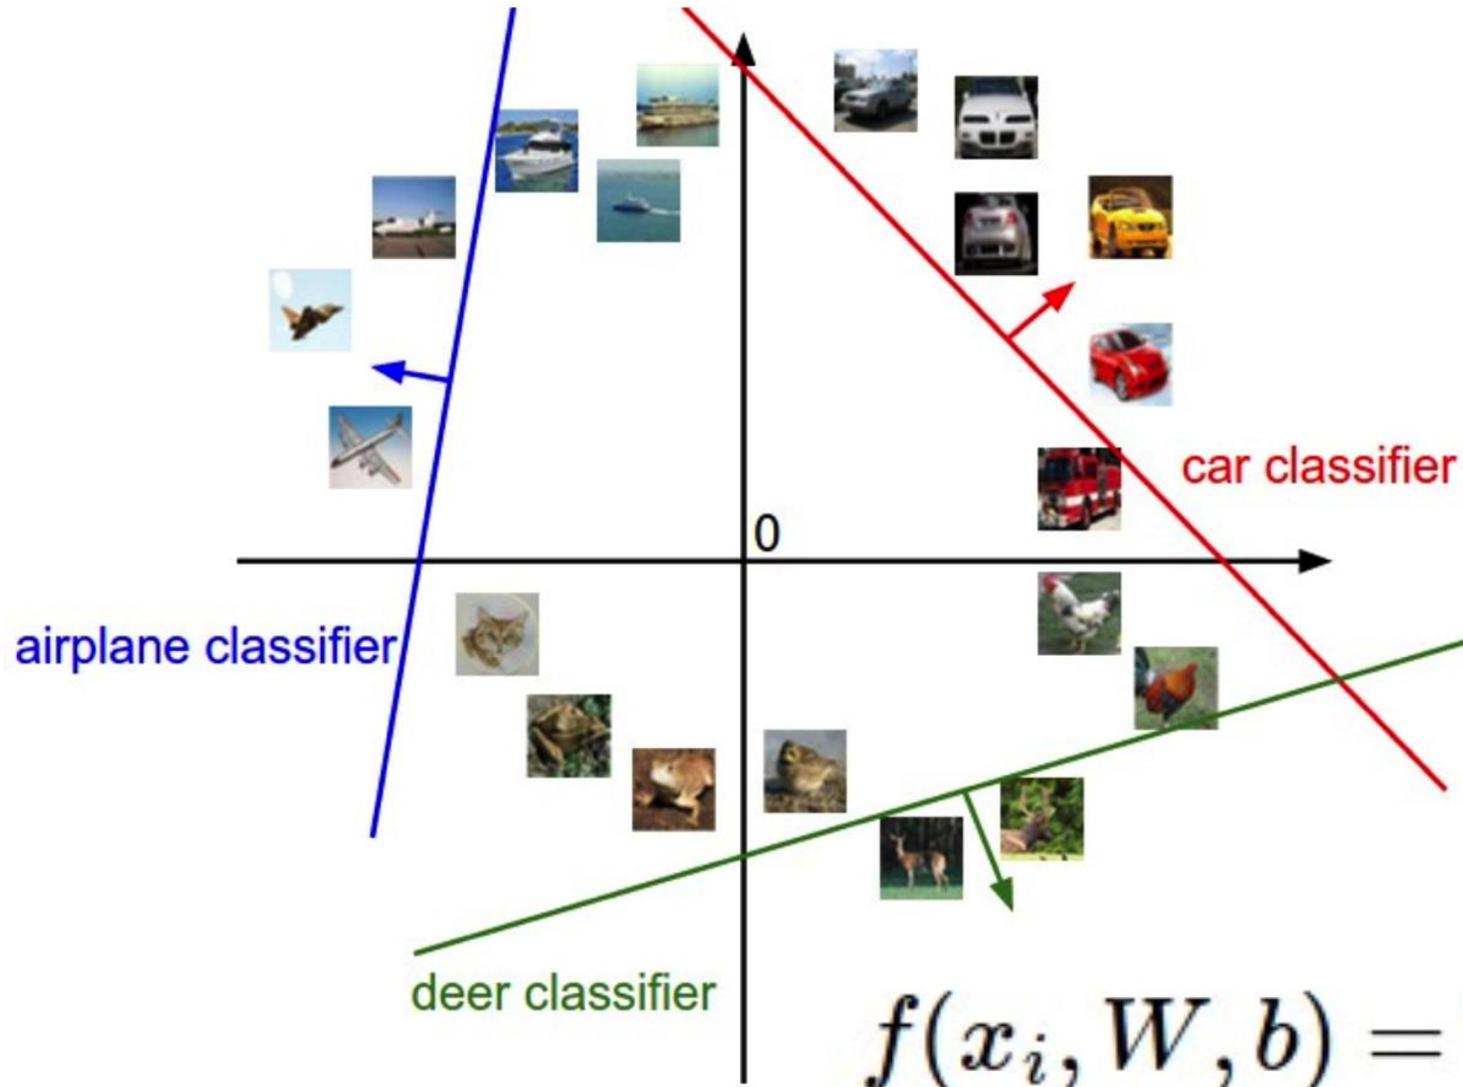 car classifier
0
airplane classifier
deer classifier
f(x_i, W, b) =